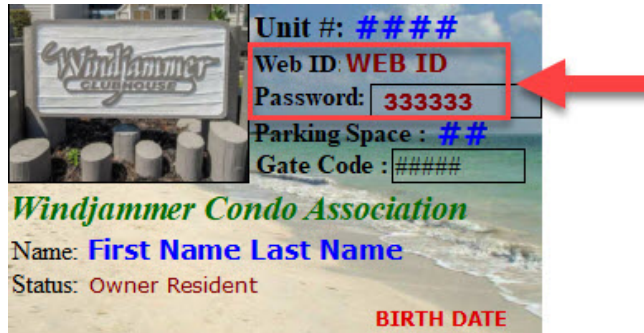 Windjammer
CLUBHOUSE
Unit #: ####
Web ID: WEB ID
Password: 333333
Parking Space : ##
Gate Code : #####
Windjammer Condo Association
Name: First Name Last Name
Status: Owner Resident
BIRTH DATE